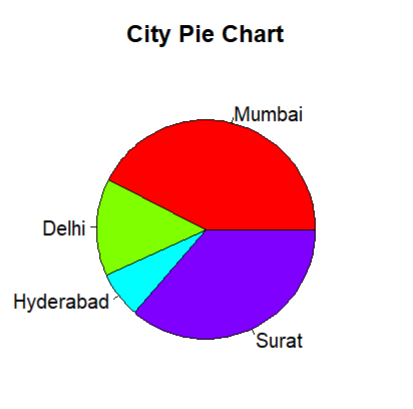 City Pie Chart
Mumbai
Delhi
Hyderabad
Surat